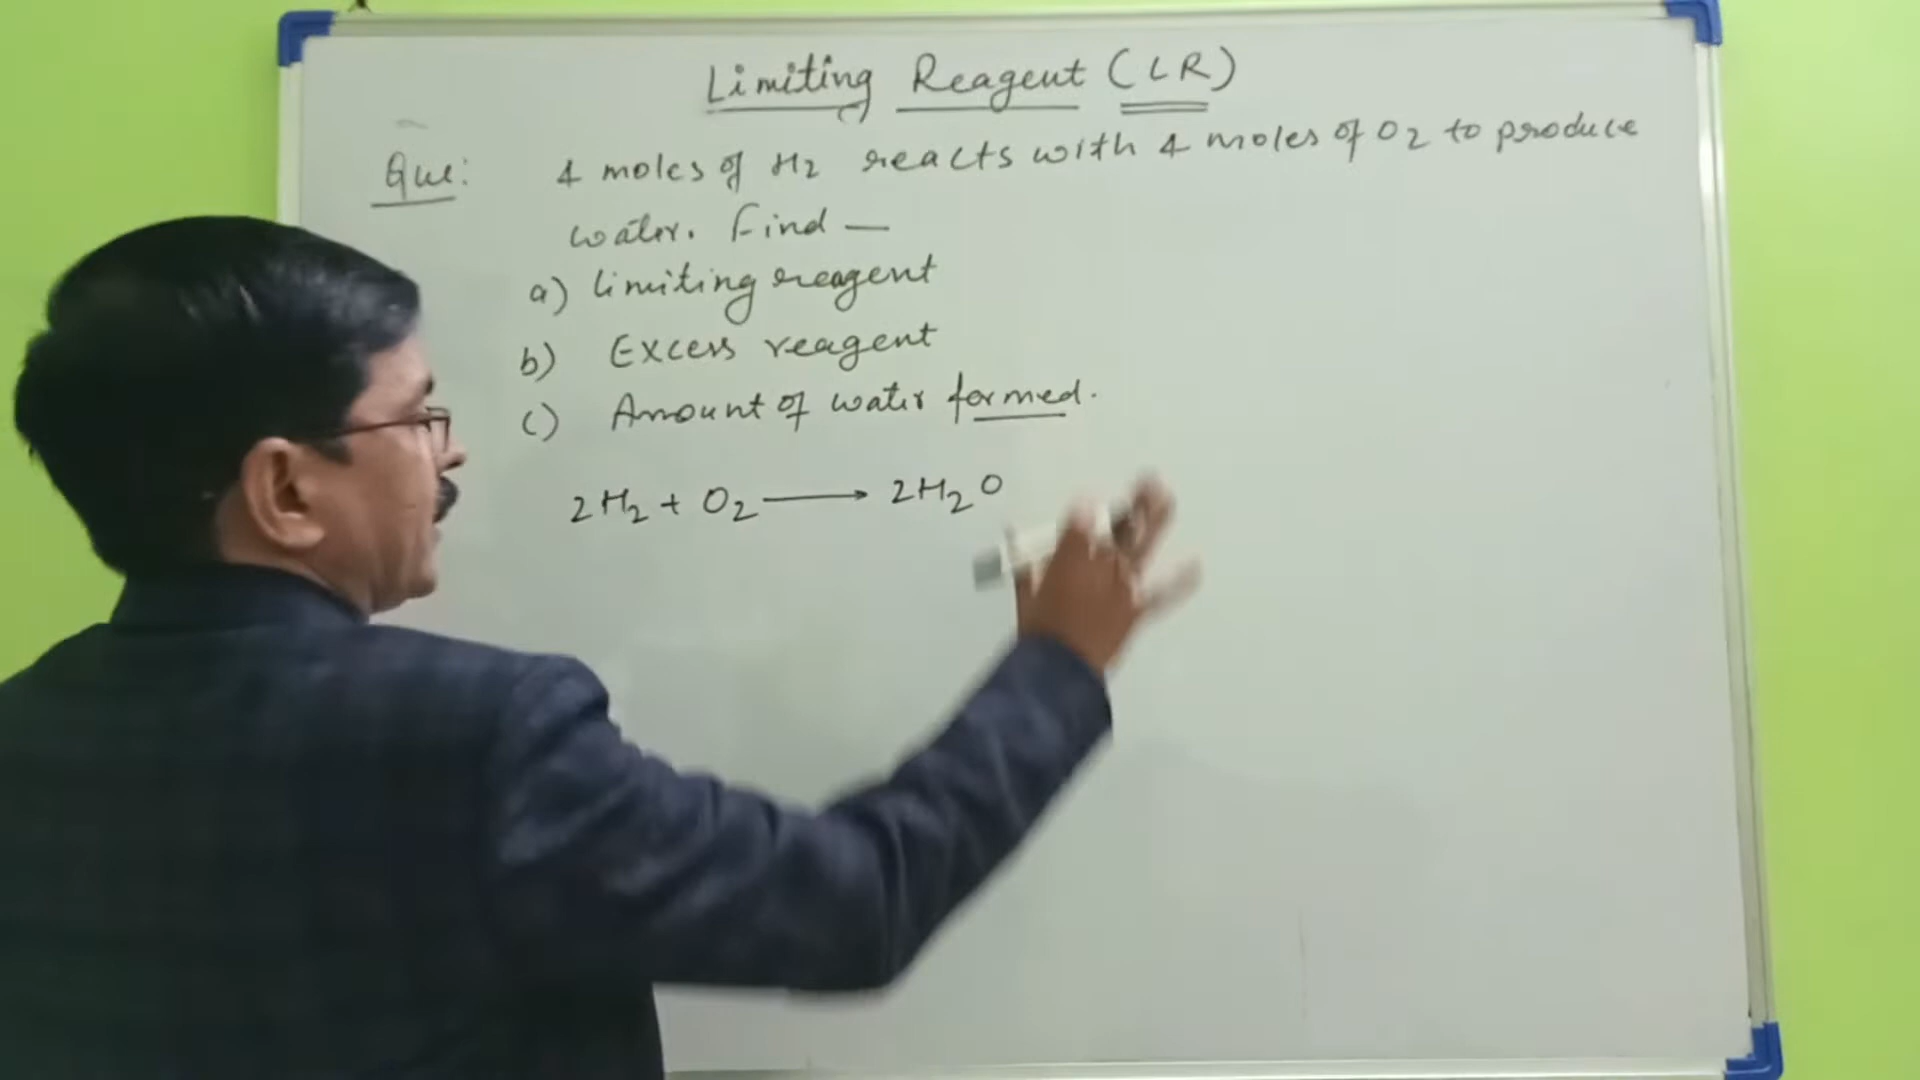 Limiting Reagent (LR)
Que: 4 moles of H₂ reacts with 4 moles of O₂ to produce
water. Find —
a) Limiting reagent
b) Excess reagent
c) Amount of water formed.
2H₂ + O₂ → 2H₂O